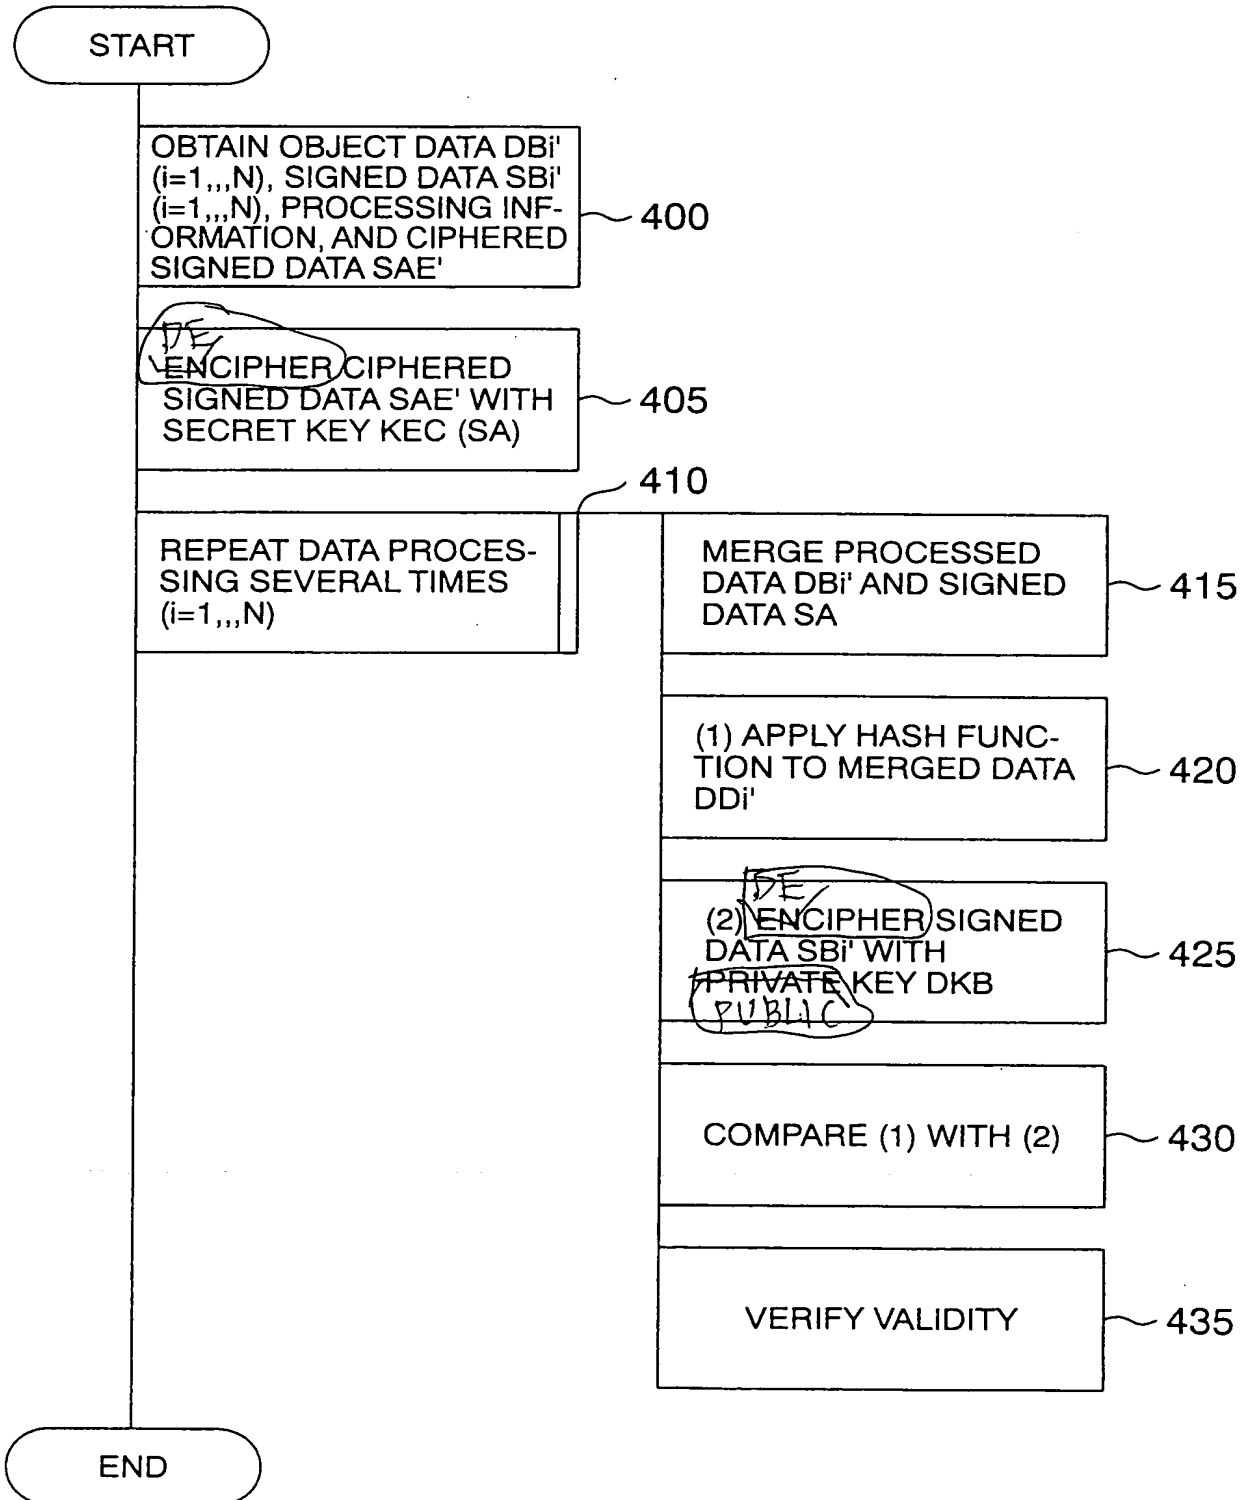 START
OBTAIN OBJECT DATA DBi'
(i=1,,,N), SIGNED DATA SBi'
(i=1,,,N), PROCESSING INF-
ORMATION, AND CIPHERED
SIGNED DATA SAE'
400
DE
ENCIPHER CIPHERED
SIGNED DATA SAE' WITH
SECRET KEY KEC (SA)
405
410
REPEAT DATA PROCES-
SING SEVERAL TIMES
(i=1,,,N)
MERGE PROCESSED
DATA DBi' AND SIGNED
DATA SA
415
(1) APPLY HASH FUNC-
TION TO MERGED DATA
DDi'
420
DE
(2) ENCIPHER SIGNED
DATA SBi' WITH
PRIVATE KEY DKB
PUBLIC
425
COMPARE (1) WITH (2)
430
VERIFY VALIDITY
435
END